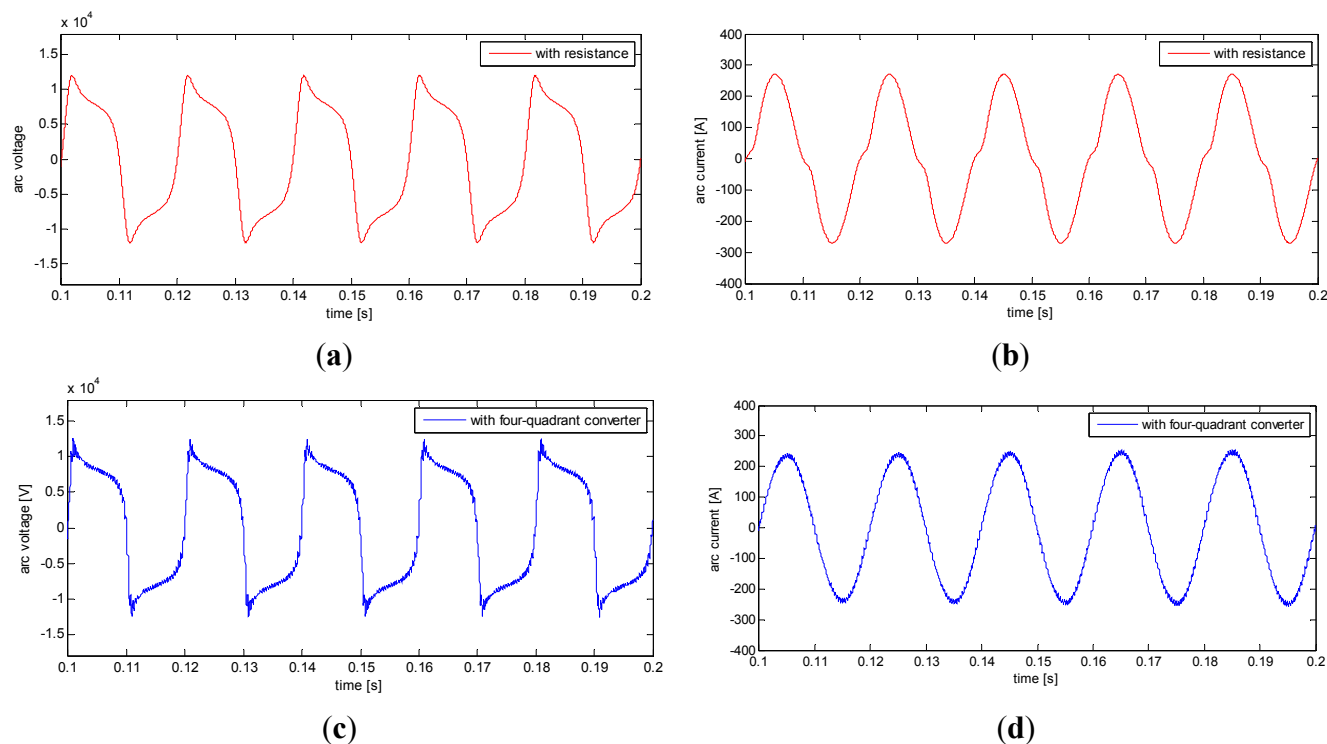 x 10^4
with resistance
1.5
1
0.5
0
-0.5
-1
-1.5
arc voltage
0.1 0.11 0.12 0.13 0.14 0.15 0.16 0.17 0.18 0.19 0.2
time [s]
(a)
with resistance
400
300
200
100
0
-100
-200
-300
-400
arc current [A]
0.1 0.11 0.12 0.13 0.14 0.15 0.16 0.17 0.18 0.19 0.2
time [s]
(b)
x 10^4
with four-quadrant converter
1.5
1
0.5
0
-0.5
-1
-1.5
arc voltage [V]
0.1 0.11 0.12 0.13 0.14 0.15 0.16 0.17 0.18 0.19 0.2
time [s]
(c)
with four-quadrant converter
400
300
200
100
0
-100
-200
-300
-400
arc current [A]
0.1 0.11 0.12 0.13 0.14 0.15 0.16 0.17 0.18 0.19 0.2
time [s]
(d)